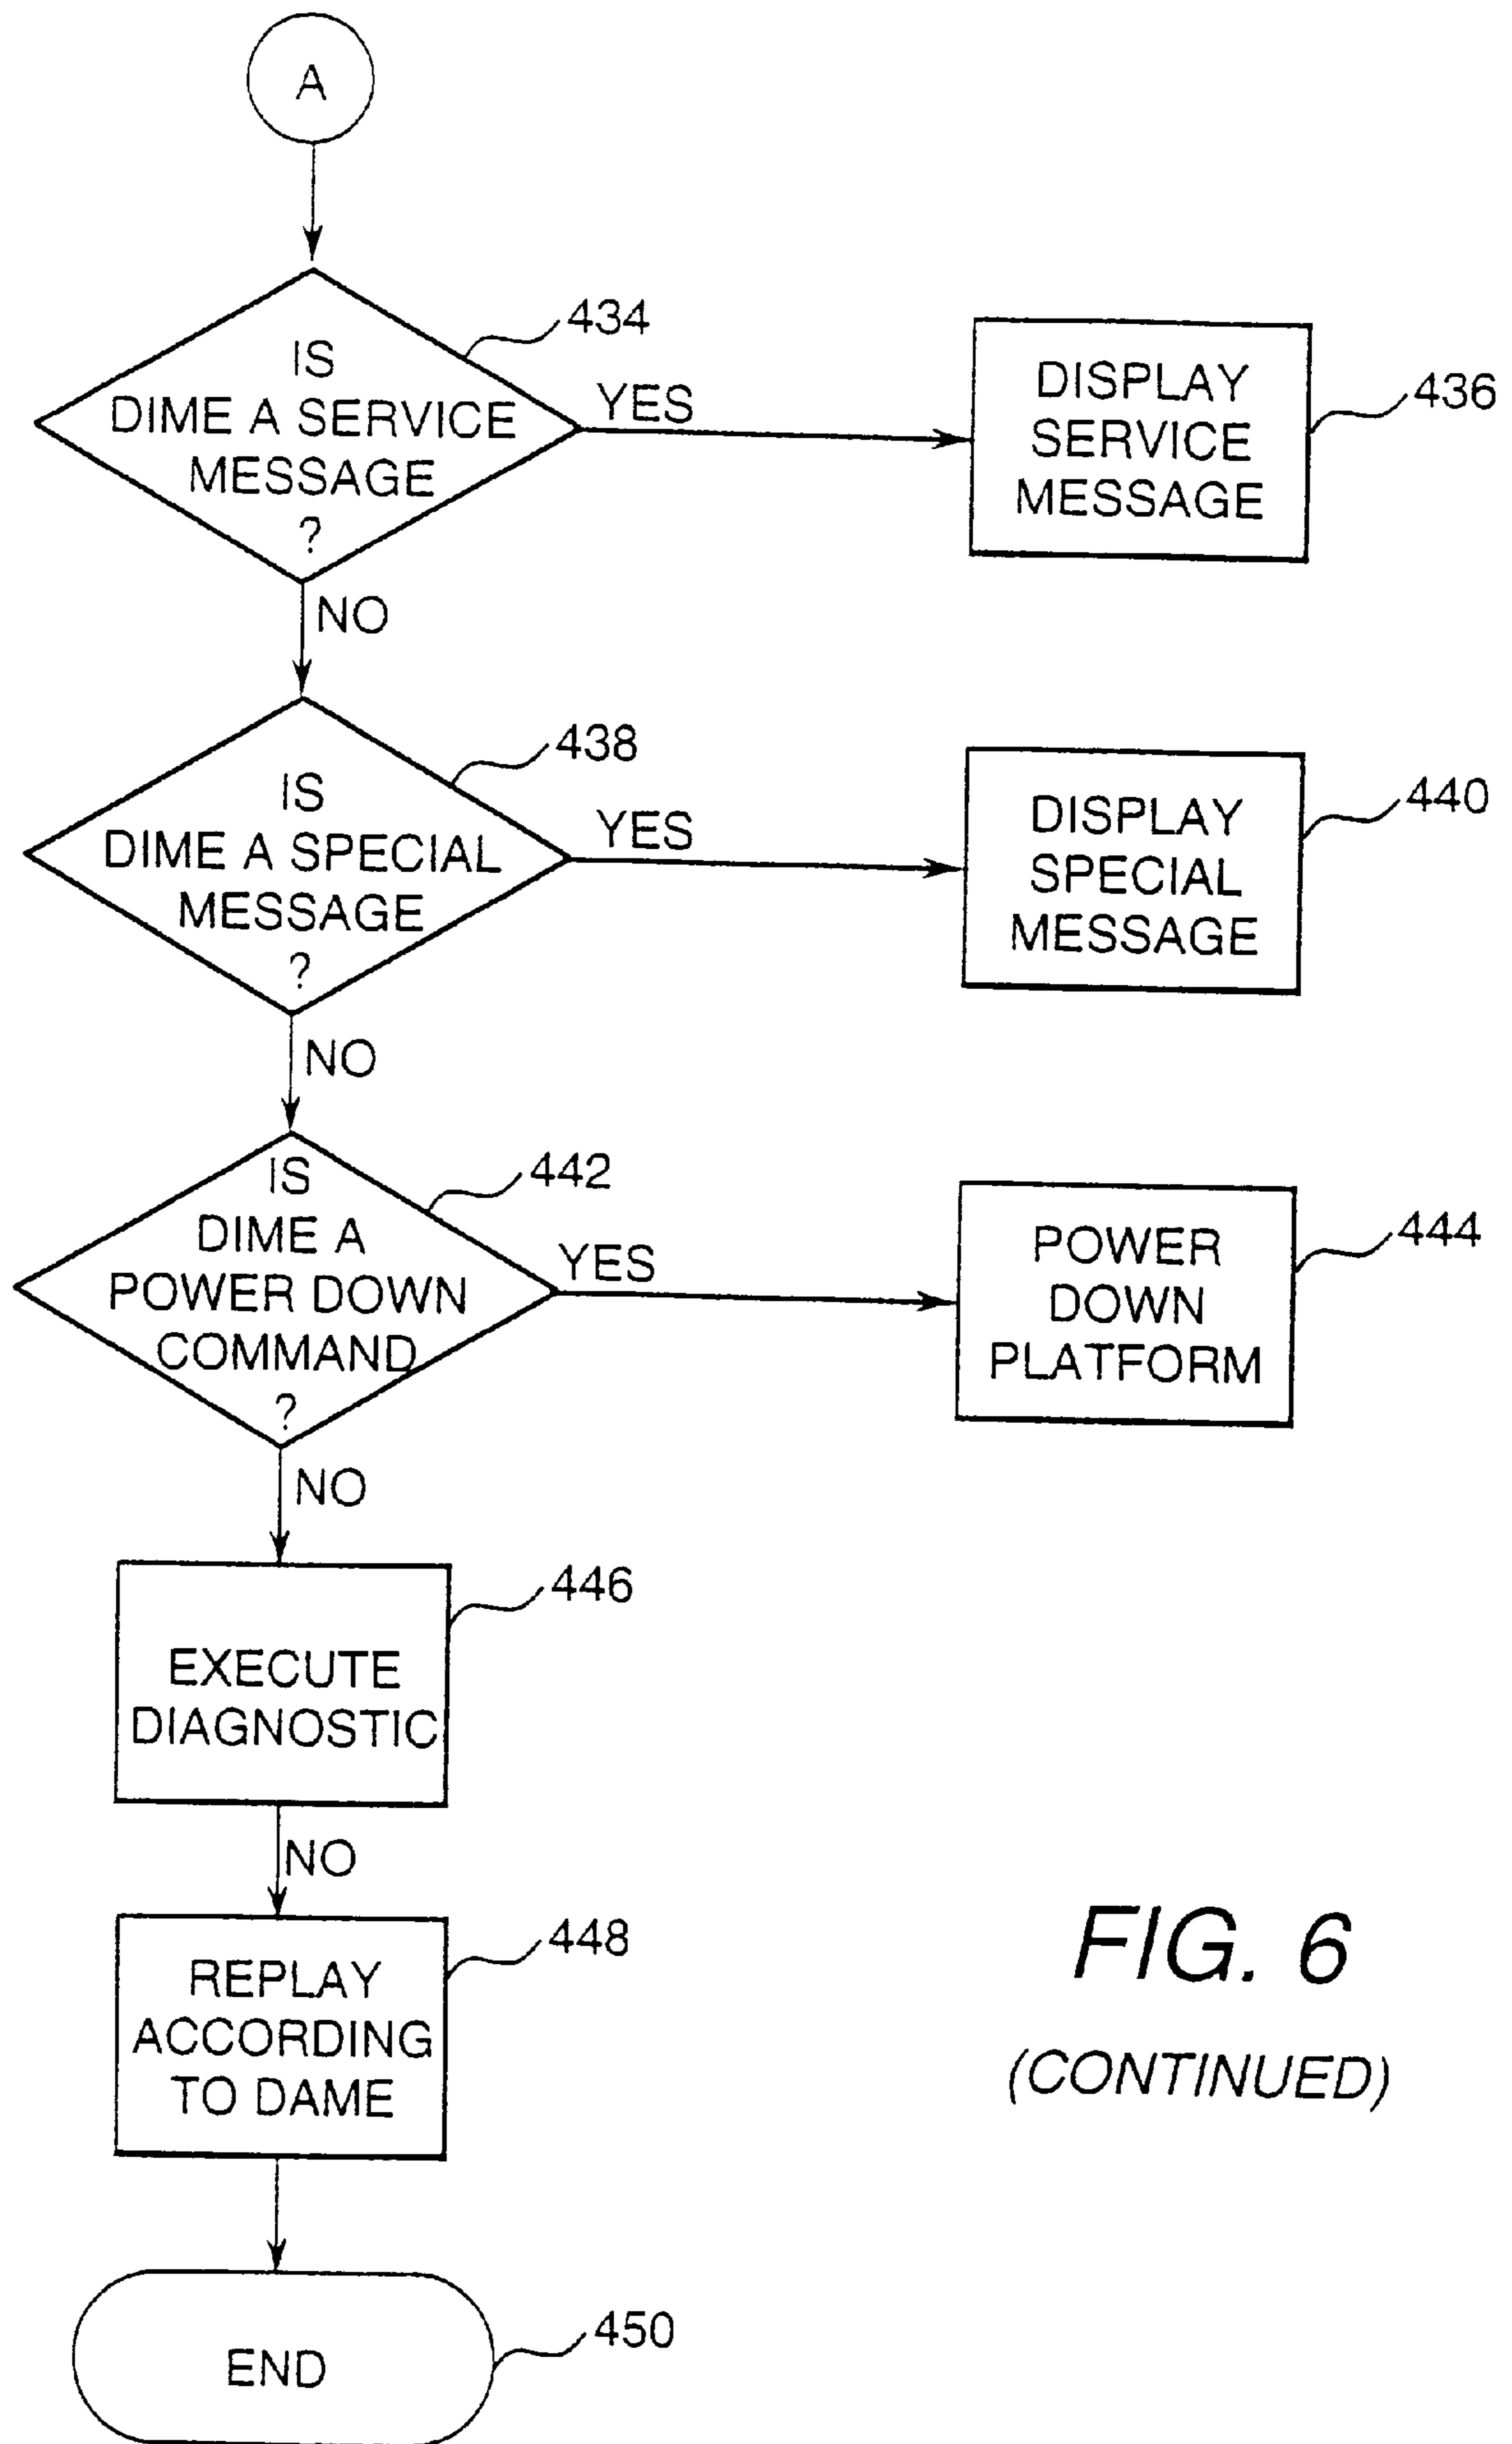 A
434
IS
DIME A SERVICE
MESSAGE
?
YES
DISPLAY
SERVICE
MESSAGE
436
NO
438
IS
DIME A SPECIAL
MESSAGE
?
YES
DISPLAY
SPECIAL
MESSAGE
440
NO
442
IS
DIME A
POWER DOWN
COMMAND
?
YES
POWER
DOWN
PLATFORM
444
NO
446
EXECUTE
DIAGNOSTIC
NO
448
REPLAY
ACCORDING
TO DAME
450
END
FIG. 6
(CONTINUED)